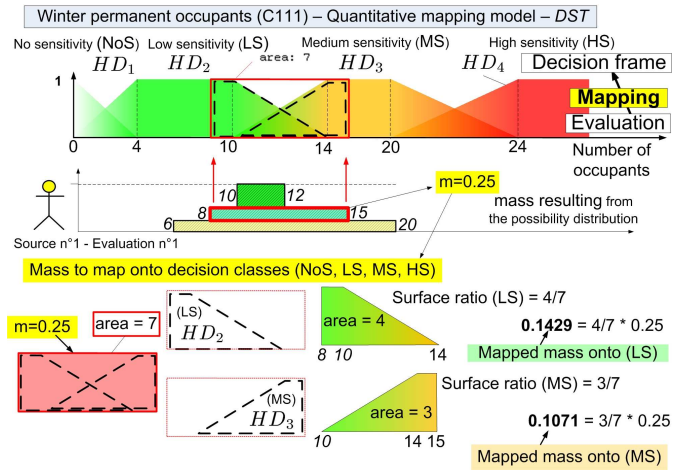 Winter permanent occupants (C111) – Quantitative mapping model – DST
No sensitivity (NoS)
Low sensitivity (LS)
Medium sensitivity (MS)
High sensitivity (HS)
HD1
HD2
area: 7
HD3
HD4
Decision frame
Mapping
Evaluation
1
0
4
10
14
20
24
Number of
occupants
10
12
m=0.25
8
15
6
20
mass resulting from
the possibility distribution
Source n°1 - Evaluation n°1
Mass to map onto decision classes (NoS, LS, MS, HS)
m=0.25
area = 7
(LS)
HD2
area = 4
8
10
14
Surface ratio (LS) = 4/7
0.1429 = 4/7 * 0.25
Mapped mass onto (LS)
(MS)
HD3
area = 3
10
14
15
Surface ratio (MS) = 3/7
0.1071 = 3/7 * 0.25
Mapped mass onto (MS)